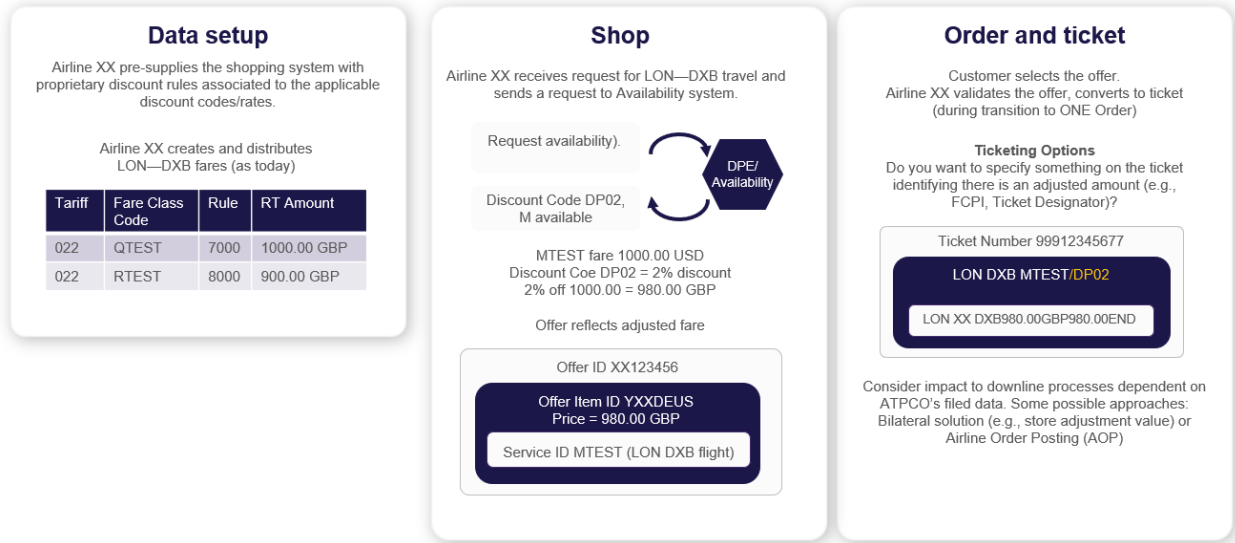 Data setup
Airline XX pre-supplies the shopping system with
proprietary discount rules associated to the applicable
discount codes/rates.
Airline XX creates and distributes
LON—DXB fares (as today)
Tariff Fare Class Code Rule RT Amount
022 QTEST 7000 1000.00 GBP
022 RTEST 8000 900.00 GBP
Shop
Airline XX receives request for LON—DXB travel and
sends a request to Availability system.
Request availability).
DPE/
Availability
Discount Code DP02,
M available
MTEST fare 1000.00 USD
Discount Coe DP02 = 2% discount
2% off 1000.00 = 980.00 GBP
Offer reflects adjusted fare
Offer ID XX123456
Offer Item ID YXXDEUS
Price = 980.00 GBP
Service ID MTEST (LON DXB flight)
Order and ticket
Customer selects the offer.
Airline XX validates the offer, converts to ticket
(during transition to ONE Order)
Ticketing Options
Do you want to specify something on the ticket
identifying there is an adjusted amount (e.g.,
FCPI, Ticket Designator)?
Ticket Number 99912345677
LON DXB MTEST/DP02
LON XX DXB980.00GBP980.00END
Consider impact to downline processes dependent on
ATPCO's filed data. Some possible approaches:
Bilateral solution (e.g., store adjustment value) or
Airline Order Posting (AOP)